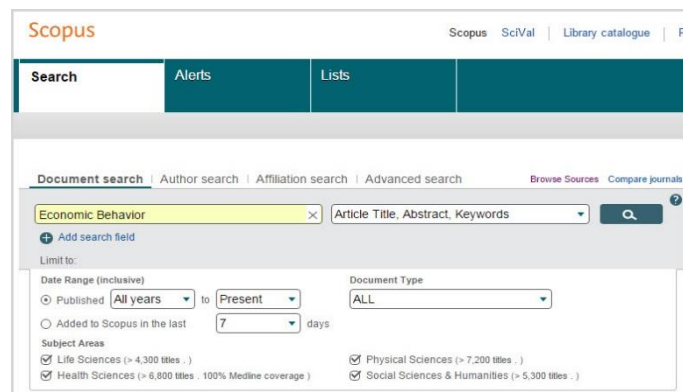 Scopus
Scopus SciVal | Library catalogue |
Search Alerts Lists
Document search | Author search | Affiliation search | Advanced search Browse Sources Compare journals
Economic Behavior × Article Title, Abstract, Keywords ?
Add search field
Limit to:
Date Range (inclusive) Document Type
Published All years to Present ALL
Added to Scopus in the last 7 days
Subject Areas
Life Sciences (> 4,300 titles . ) Physical Sciences (> 7,200 titles . )
Health Sciences (> 6,800 titles . 100% Medline coverage ) Social Sciences & Humanities (> 5,300 titles . )